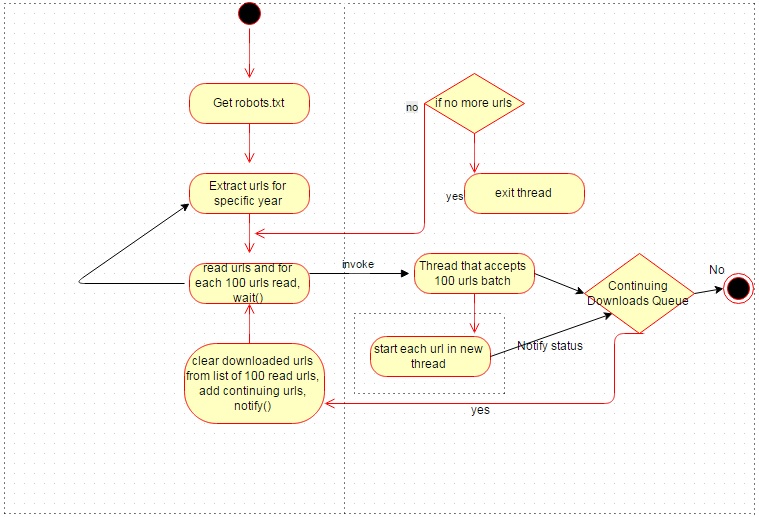 Get robots.txt
no
if no more urls
Extract urls for
specific year
yes
exit thread
read urls and for
each 100 urls read,
wait()
invoke
Thread that accepts
100 urls batch
Continuing
Downloads Queue
No
start each url in new
thread
Notify status
clear downloaded urls
from list of 100 read urls,
add continuing urls,
notify()
yes